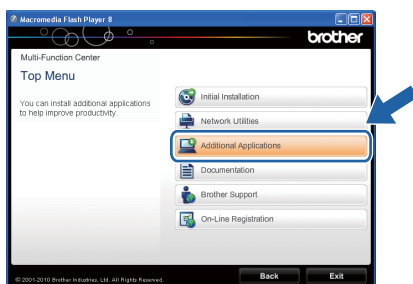 Macromedia Flash Player 8
brother
Multi-Function Center
Top Menu
You can install additional applications
to help improve productivity.
Initial Installation
Network Utilities
Additional Applications
Documentation
Brother Support
On-Line Registration
© 2001-2010 Brother Industries, Ltd. All Rights Reserved.
Back
Exit